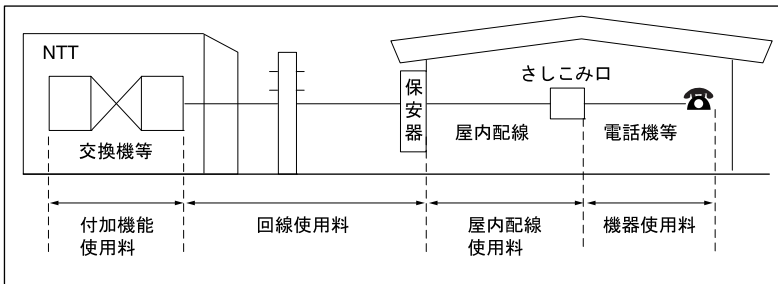 NTT
交換機等
保安器
さしこみ口
屋内配線
電話機等
付加機能
使用料
回線使用料
屋内配線
使用料
機器使用料